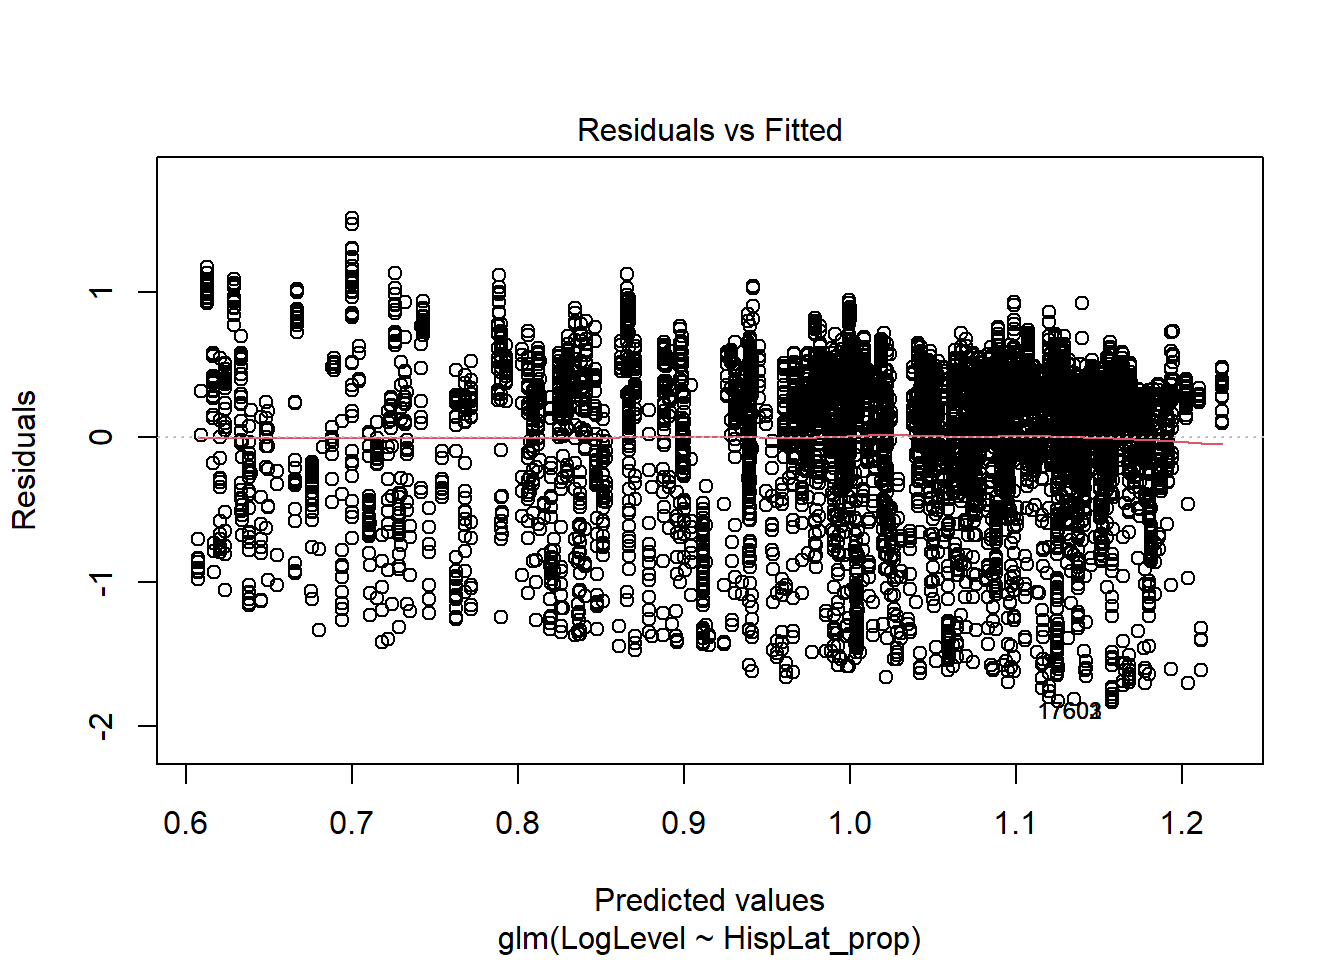 Residuals vs Fitted
Residuals
1
0
-1
-2
0.6 0.7 0.8 0.9 1.0 1.1 1.2
Predicted values
glm(LogLevel ~ HispLat_prop)